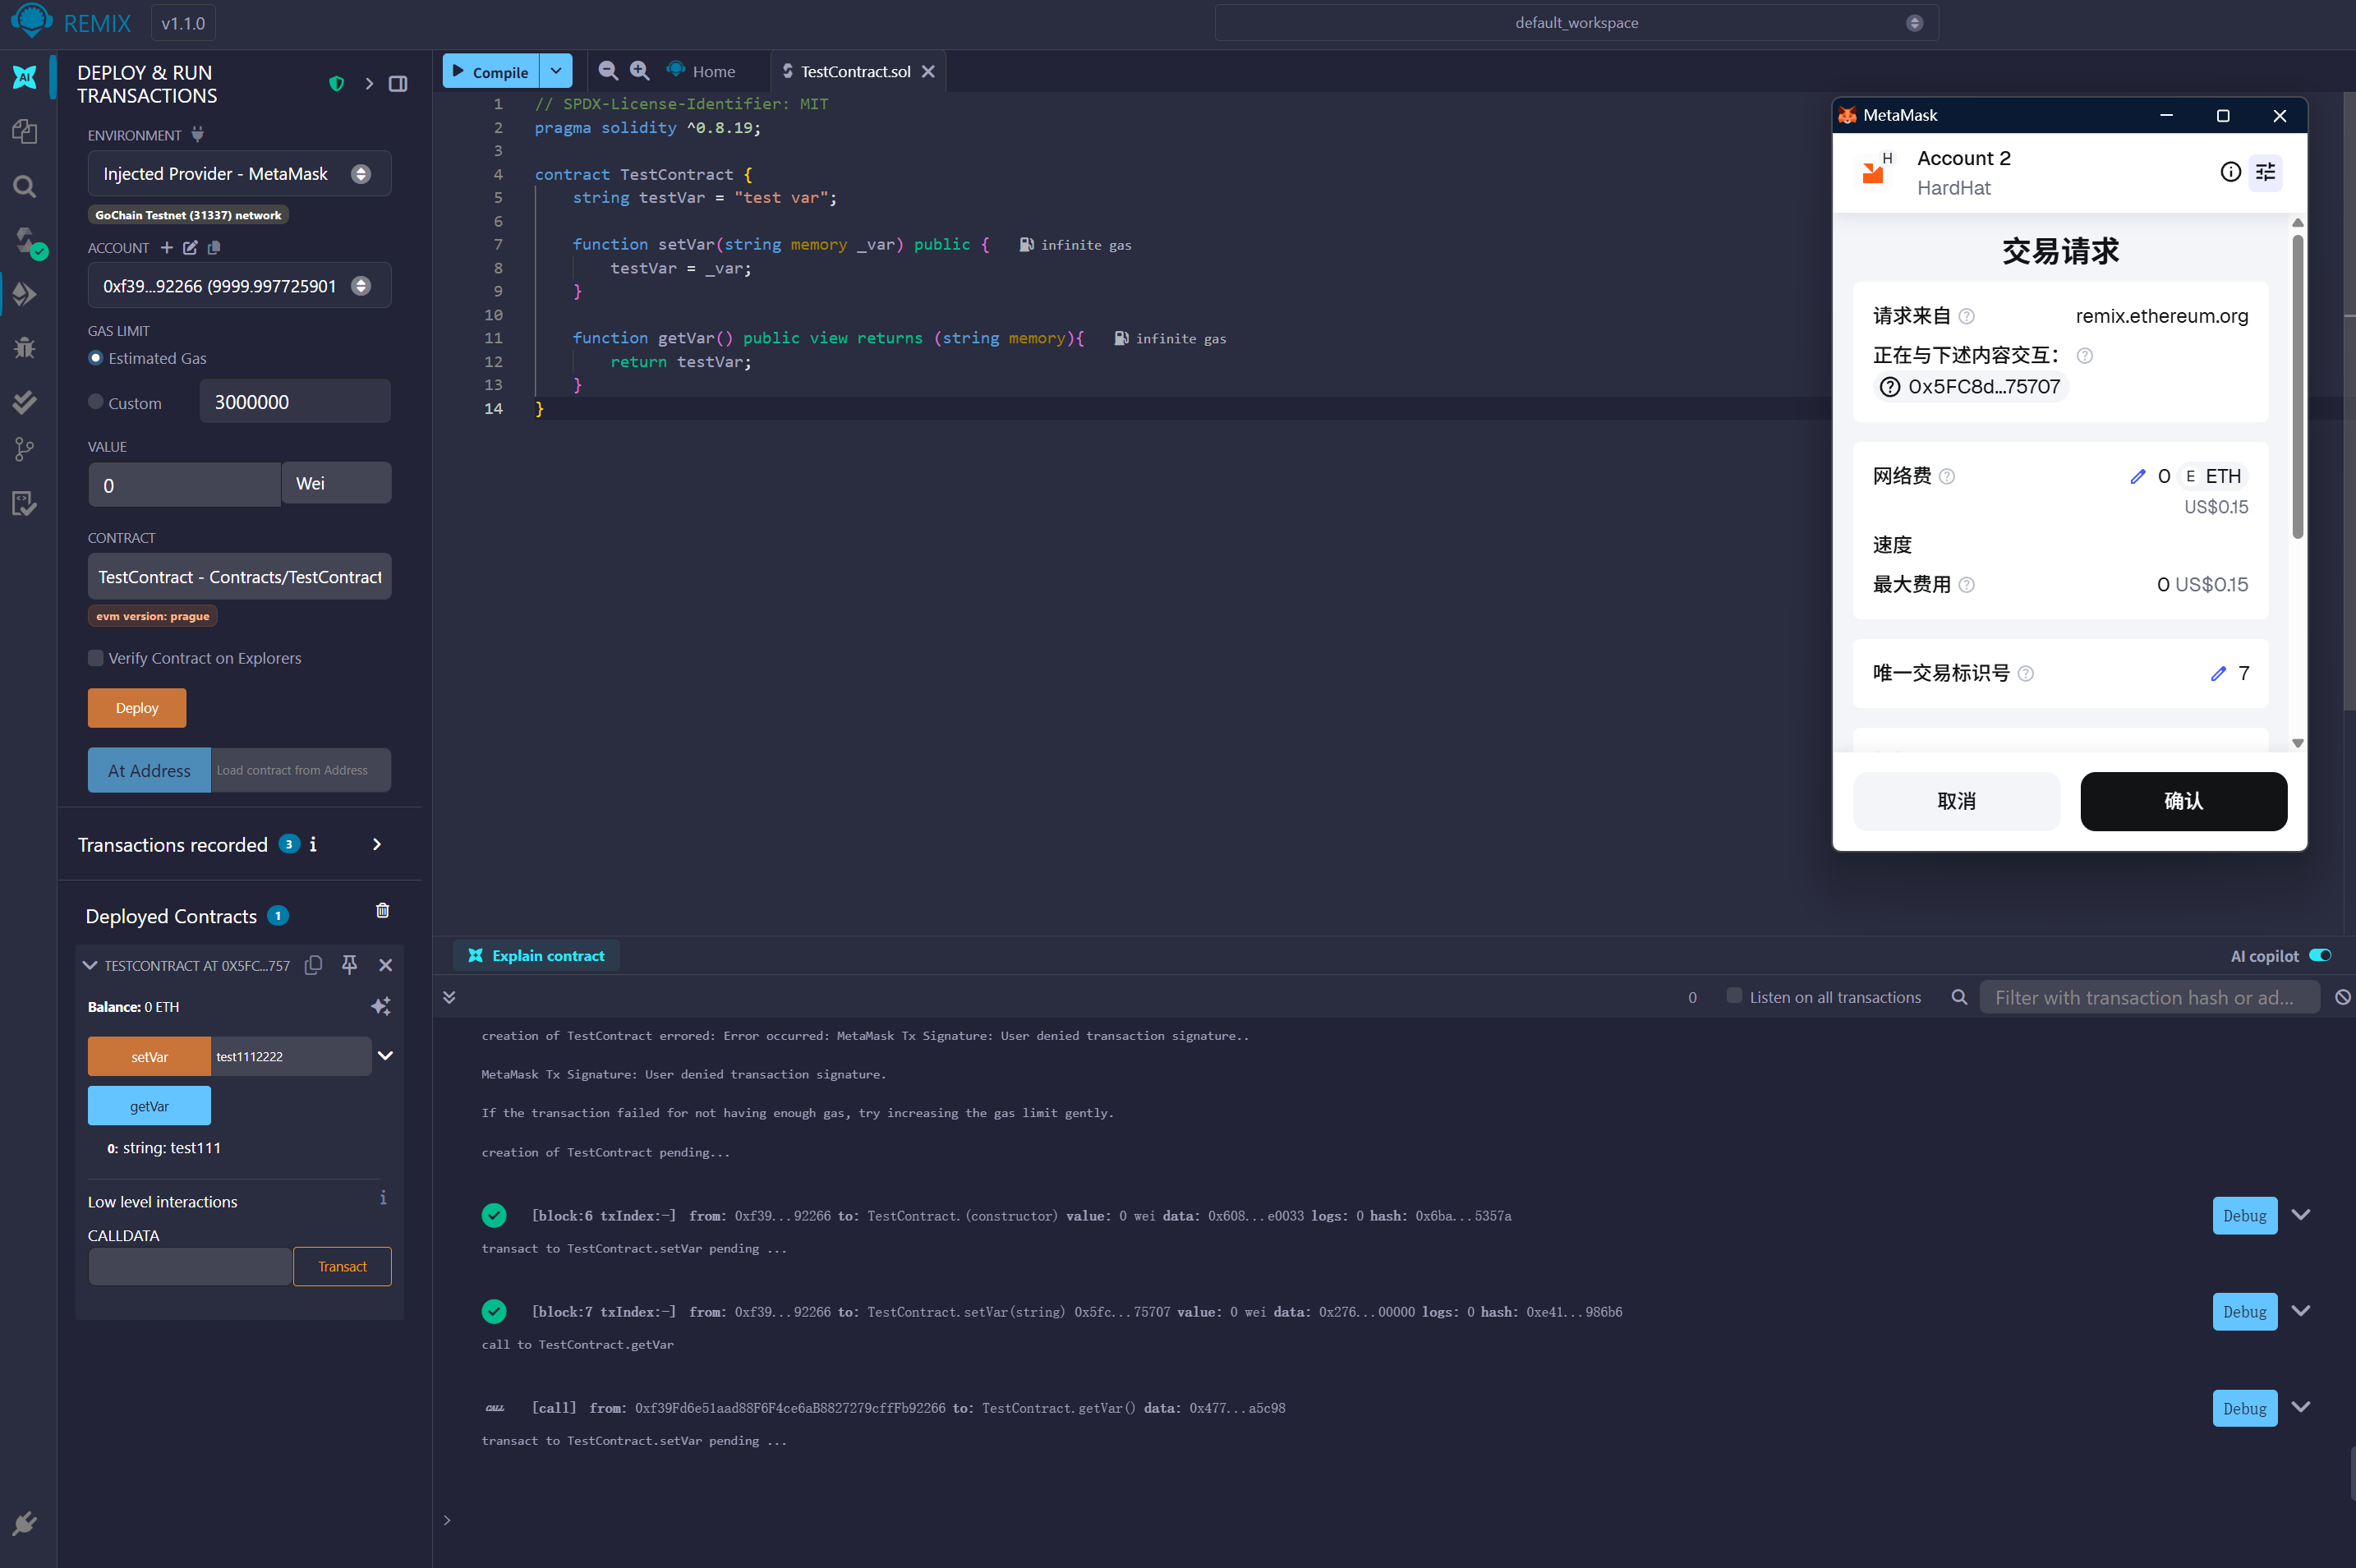 REMIX v1.1.0
default_workspace
DEPLOY & RUN
TRANSACTIONS
ENVIRONMENT
Injected Provider - MetaMask
GoChain Testnet (31337) network
ACCOUNT
0xf39...92266 (9999.997725901
GAS LIMIT
Estimated Gas
Custom
3000000
VALUE
0
Wei
CONTRACT
TestContract - Contracts/TestContract
evm version: prague
Verify Contract on Explorers
Deploy
At Address
Load contract from Address
Transactions recorded 3 i
Deployed Contracts 1
TESTCONTRACT AT 0X5FC...757
Balance: 0 ETH
setVar
test1112222
getVar
0: string: test111
Low level interactions
i
CALLDATA
Transact
Compile
Home
TestContract.sol
1 // SPDX-License-Identifier: MIT
2 pragma solidity ^0.8.19;
3
4 contract TestContract {
5 string testVar = "test var";
6
7 function setVar(string memory _var) public { infinite gas
8 testVar = _var;
9 }
10
11 function getVar() public view returns (string memory){ infinite gas
12 return testVar;
13 }
14 }
MetaMask
H
Account 2
HardHat
交易请求
请求来自 remix.ethereum.org
正在与下述内容交互：
0x5FC8d...75707
网络费 0 E ETH
US$0.15
速度
最大费用 0 US$0.15
唯一交易标识号 7
取消
确认
Explain contract
AI copilot
0
Listen on all transactions
Filter with transaction hash or ad...
creation of TestContract errored: Error occurred: MetaMask Tx Signature: User denied transaction signature..
MetaMask Tx Signature: User denied transaction signature.
If the transaction failed for not having enough gas, try increasing the gas limit gently.
creation of TestContract pending...
[block:6 txIndex:-] from: 0xf39...92266 to: TestContract.(constructor) value: 0 wei data: 0x608...e0033 logs: 0 hash: 0x6ba...5357a
Debug
transact to TestContract.setVar pending ...
[block:7 txIndex:-] from: 0xf39...92266 to: TestContract.setVar(string) 0x5fc...75707 value: 0 wei data: 0x276...00000 logs: 0 hash: 0xe41...986b6
Debug
call to TestContract.getVar
CALL [call] from: 0xf39Fd6e51aad88F6F4ce6aB8827279cffFb92266 to: TestContract.getVar() data: 0x477...a5c98
Debug
transact to TestContract.setVar pending ...
>